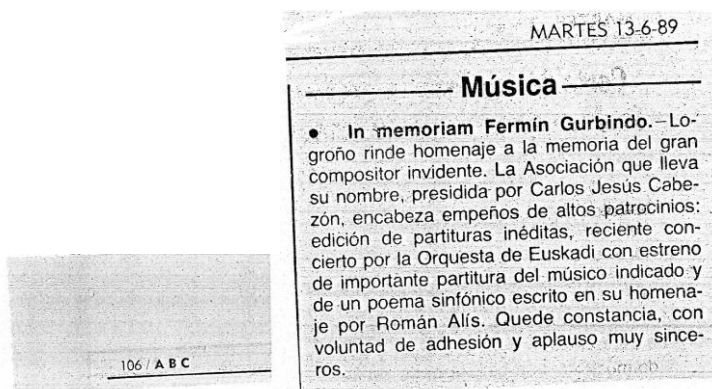 MARTES 13-6-89
Música
● In memoriam Fermín Gurbindo.–Lo-
groño rinde homenaje a la memoria del gran
compositor invidente. La Asociación que lleva
su nombre, presidida por Carlos Jesús Cabe-
zón, encabeza empeños de altos patrocinios:
edición de partituras inéditas, reciente con-
cierto por la Orquesta de Euskadi con estreno
de importante partitura del músico indicado y
de un poema sinfónico escrito en su homena-
je por Román Alís. Quede constancia, con
voluntad de adhesión y aplauso muy since-
ros.
106 / A B C